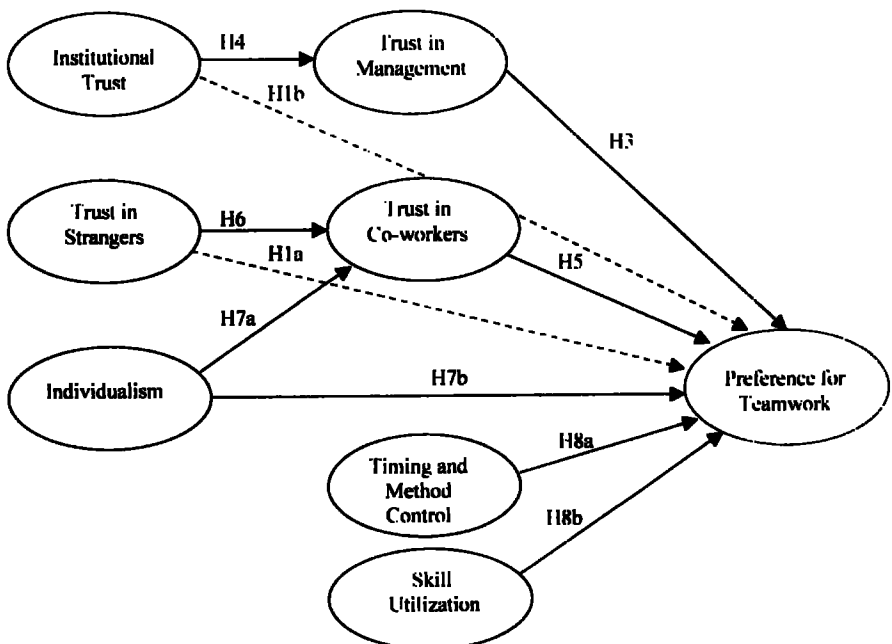 H4
Institutional
Trust
Trust in
Management
H1b
H3
Trust in
Strangers
H6
Trust in
Co-workers
H1a
H5
H7a
Individualism
H7b
Preference for
Teamwork
H8a
Timing and
Method
Control
H8b
Skill
Utilization